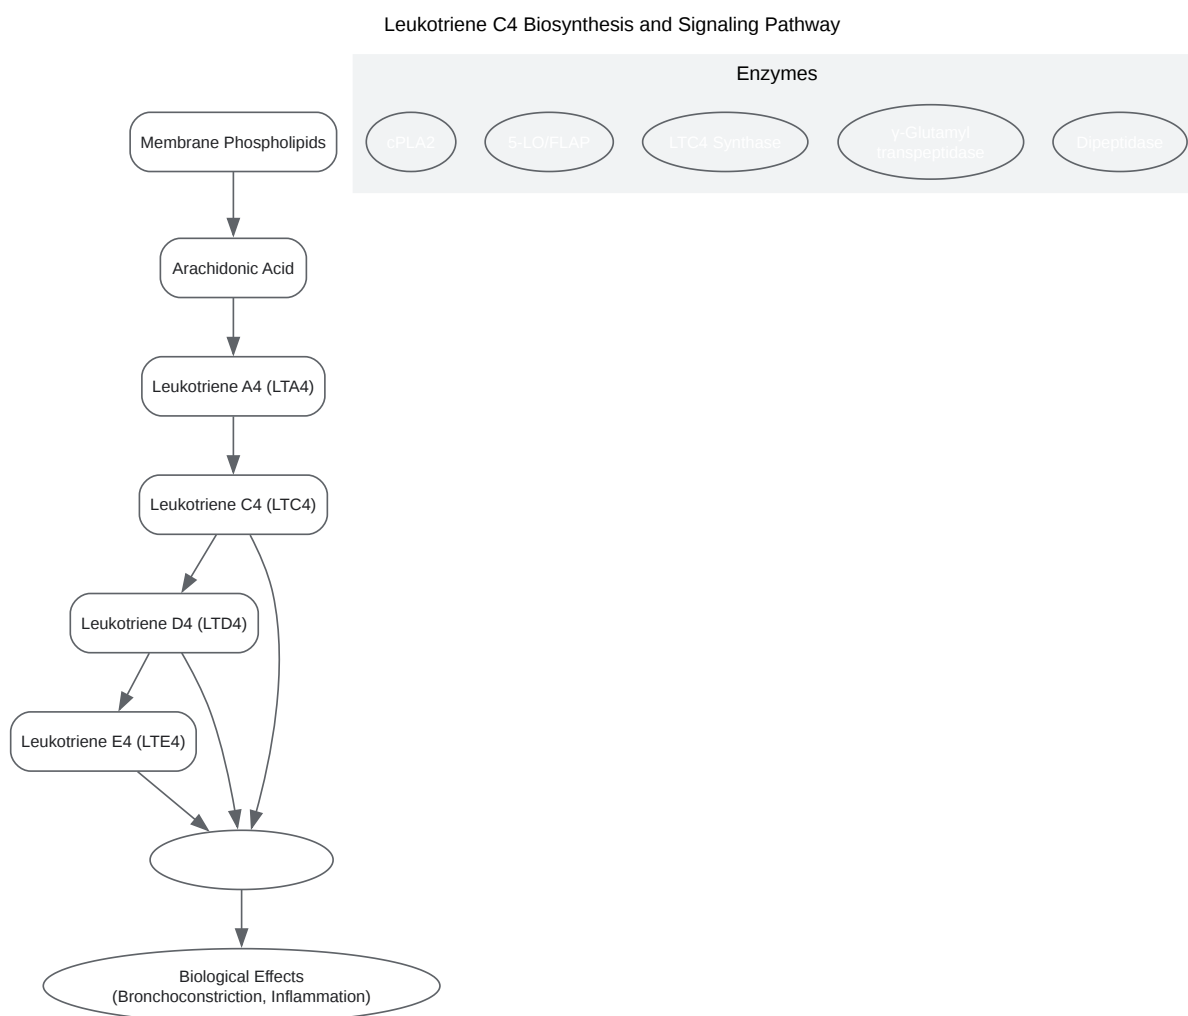 Leukotriene C4 Biosynthesis and Signaling Pathway
Enzymes
cPLA2
5-LO/FLAP
LTC4 Synthase
γ-Glutamyl
transpeptidase
Dipeptidase
Membrane Phospholipids
Arachidonic Acid
Leukotriene A4 (LTA4)
Leukotriene C4 (LTC4)
Leukotriene D4 (LTD4)
Leukotriene E4 (LTE4)
Biological Effects
(Bronchoconstriction, Inflammation)